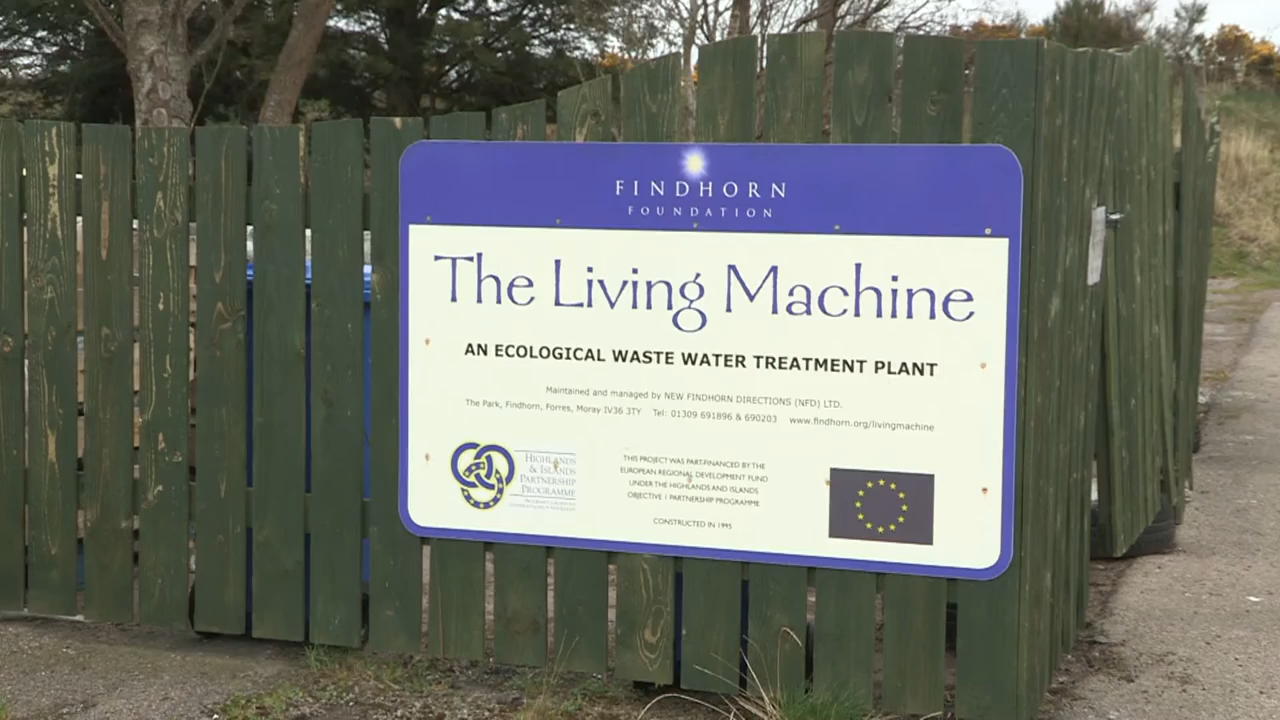 FINDHORN
FOUNDATION
The Living Machine
AN ECOLOGICAL WASTE WATER TREATMENT PLANT
Maintained and managed by NEW FINDHORN DIRECTIONS (NFD) LTD.
The Park, Findhorn, Forres, Moray IV36 3TY Tel: 01309 691896 & 690203 www.findhorn.org/livingmachine
HIGHLANDS
& ISLANDS
PARTNERSHIP
PROGRAMME
THIS PROJECT WAS PART-FINANCED BY THE
EUROPEAN REGIONAL DEVELOPMENT FUND
UNDER THE HIGHLANDS AND ISLANDS
OBJECTIVE 1 PARTNERSHIP PROGRAMME
CONSTRUCTED IN 1995